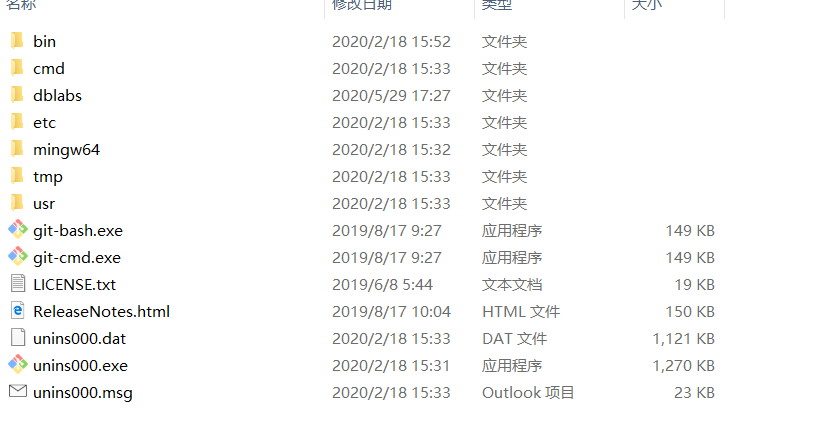 名称 修改日期 类型 大小
bin 2020/2/18 15:52 文件夹
cmd 2020/2/18 15:33 文件夹
dblabs 2020/5/29 17:27 文件夹
etc 2020/2/18 15:33 文件夹
mingw64 2020/2/18 15:32 文件夹
tmp 2020/2/18 15:33 文件夹
usr 2020/2/18 15:33 文件夹
git-bash.exe 2019/8/17 9:27 应用程序 149 KB
git-cmd.exe 2019/8/17 9:27 应用程序 149 KB
LICENSE.txt 2019/6/8 5:44 文本文档 19 KB
ReleaseNotes.html 2019/8/17 10:04 HTML 文件 150 KB
unins000.dat 2020/2/18 15:33 DAT 文件 1,121 KB
unins000.exe 2020/2/18 15:31 应用程序 1,270 KB
unins000.msg 2020/2/18 15:33 Outlook 项目 23 KB